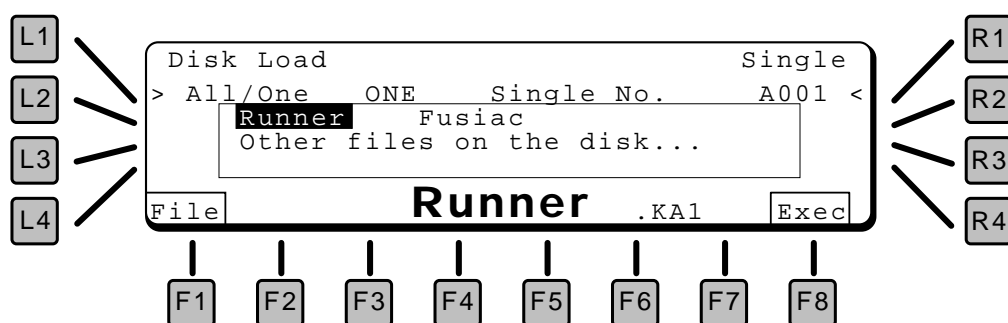 L1
R1
Disk Load Single
L2
> All/One ONE Single No. A001 <
R2
Runner Fusiac
L3
Other files on the disk...
R3
L4
File Runner .KA1 Exec
R4
F1 F2 F3 F4 F5 F6 F7 F8